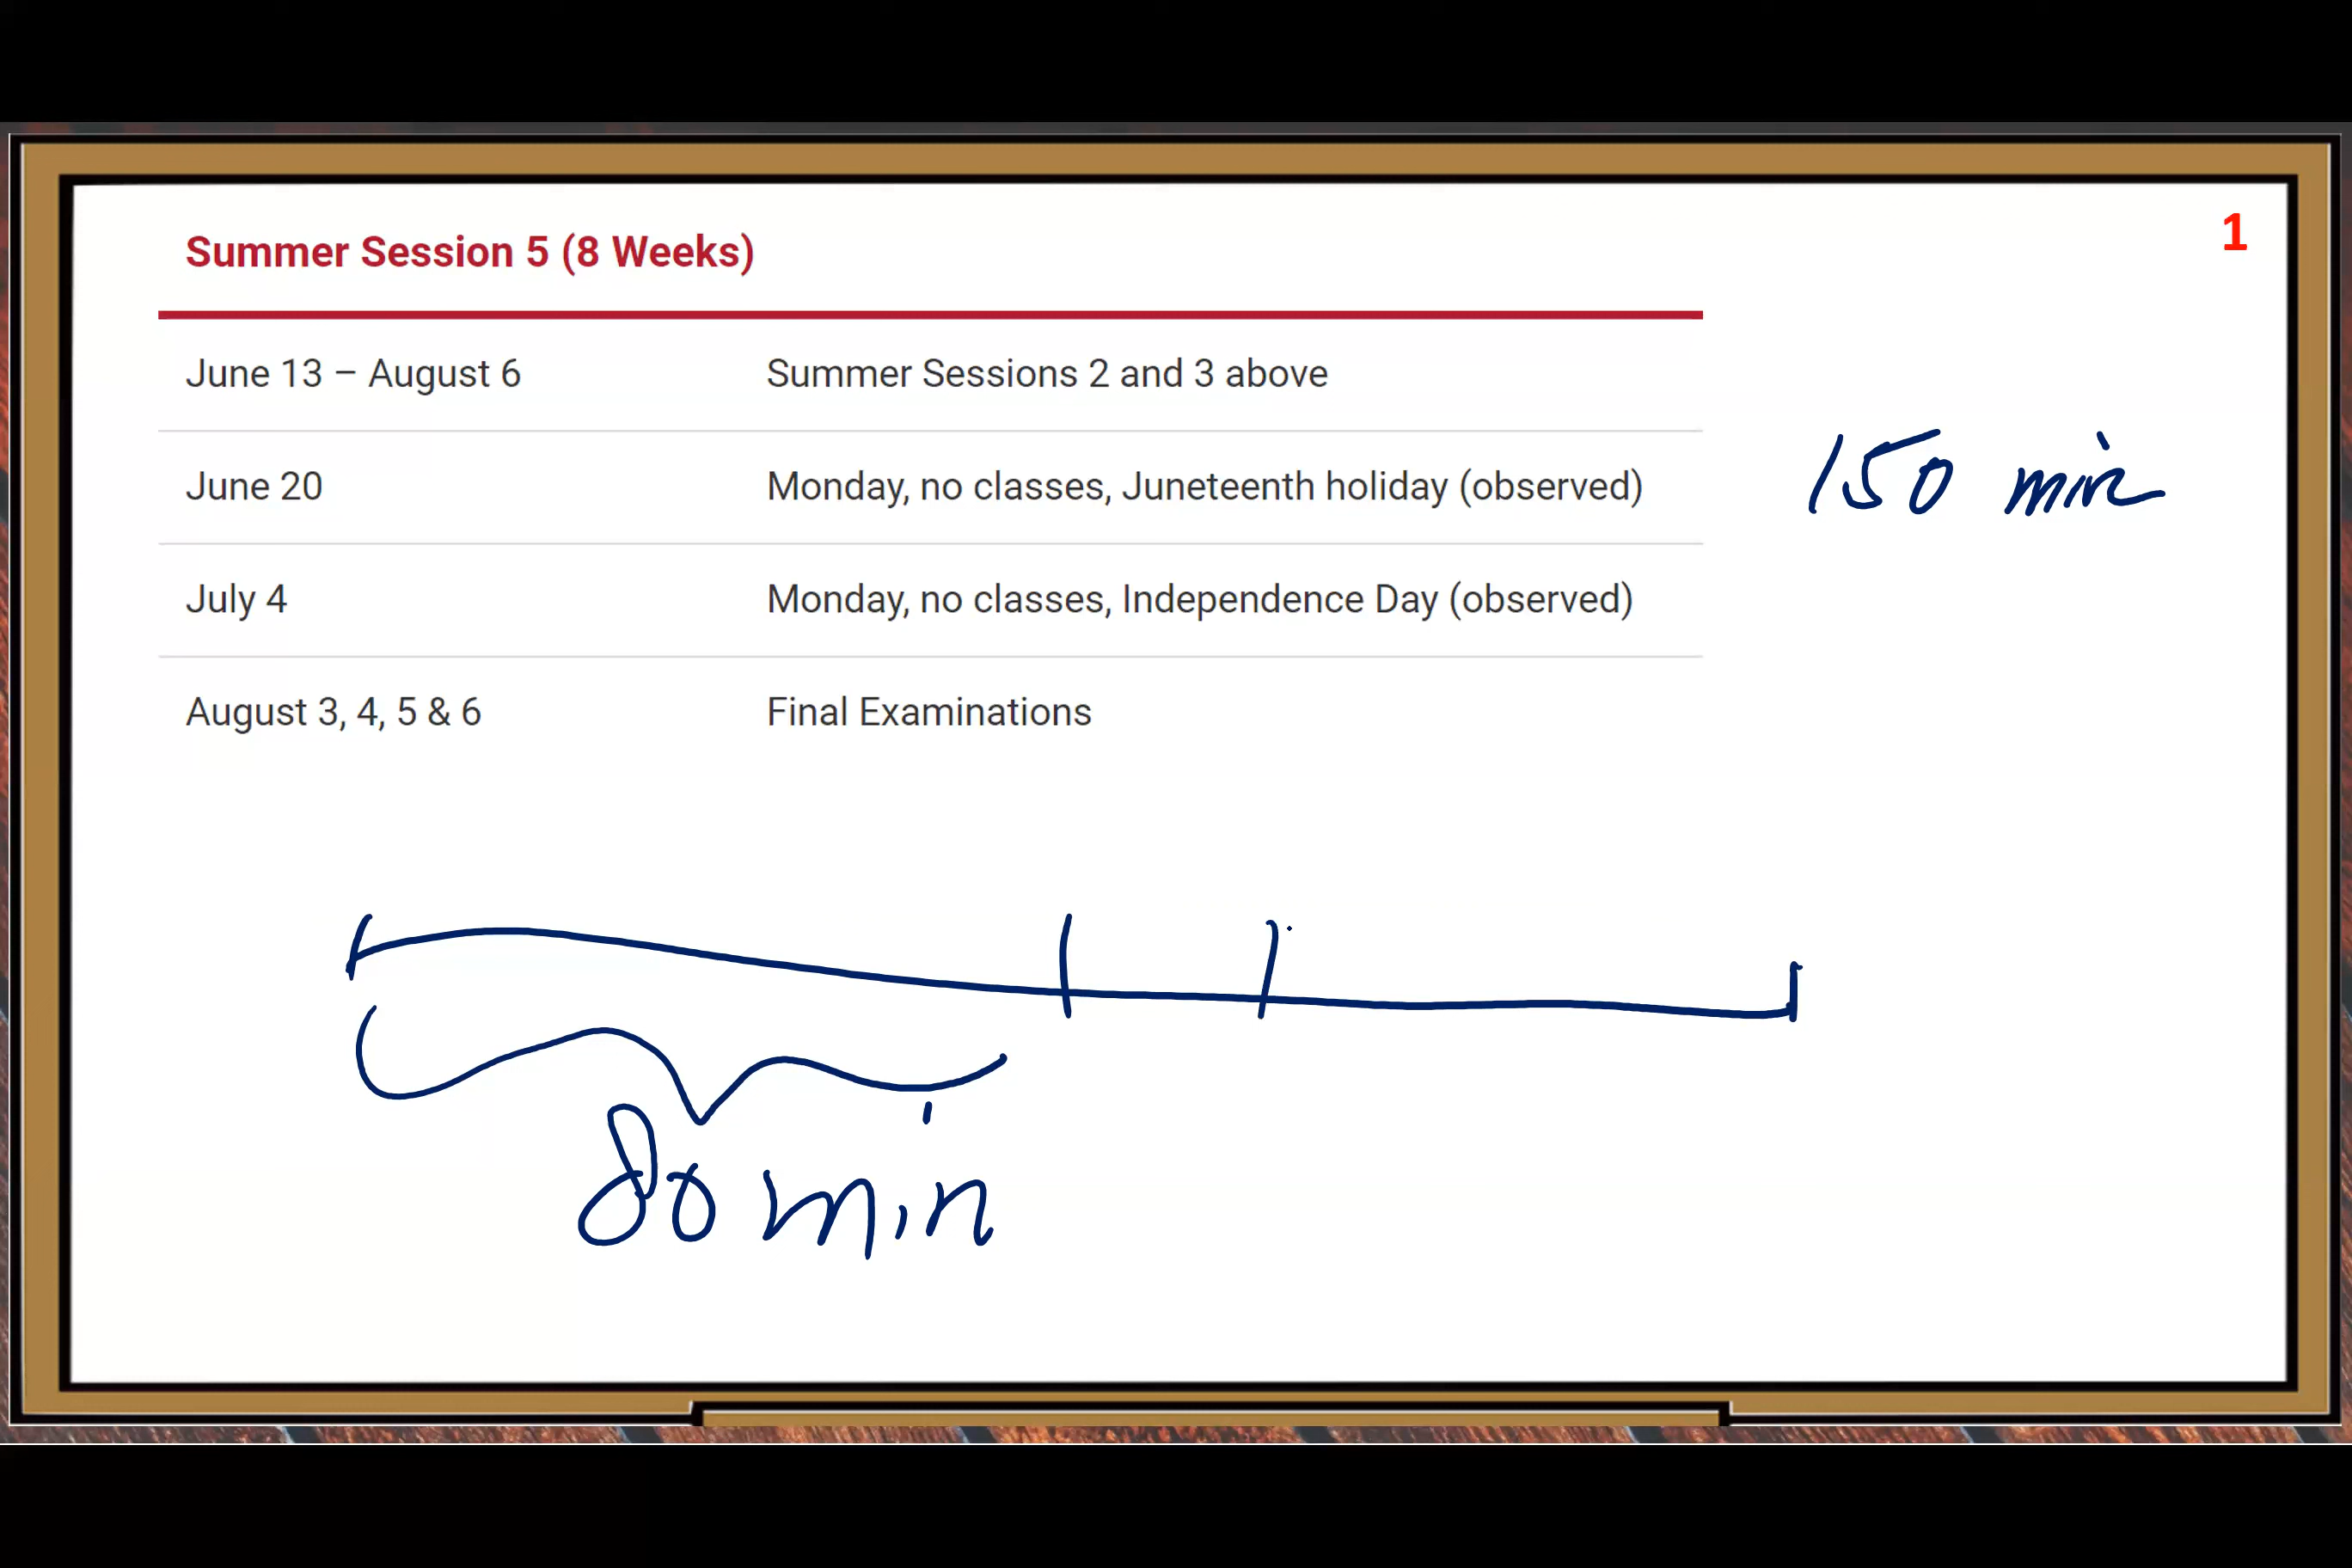 1
Summer Session 5 (8 Weeks)
June 13 – August 6 Summer Sessions 2 and 3 above
June 20 Monday, no classes, Juneteenth holiday (observed)
150 min
July 4 Monday, no classes, Independence Day (observed)
August 3, 4, 5 & 6 Final Examinations
80 min